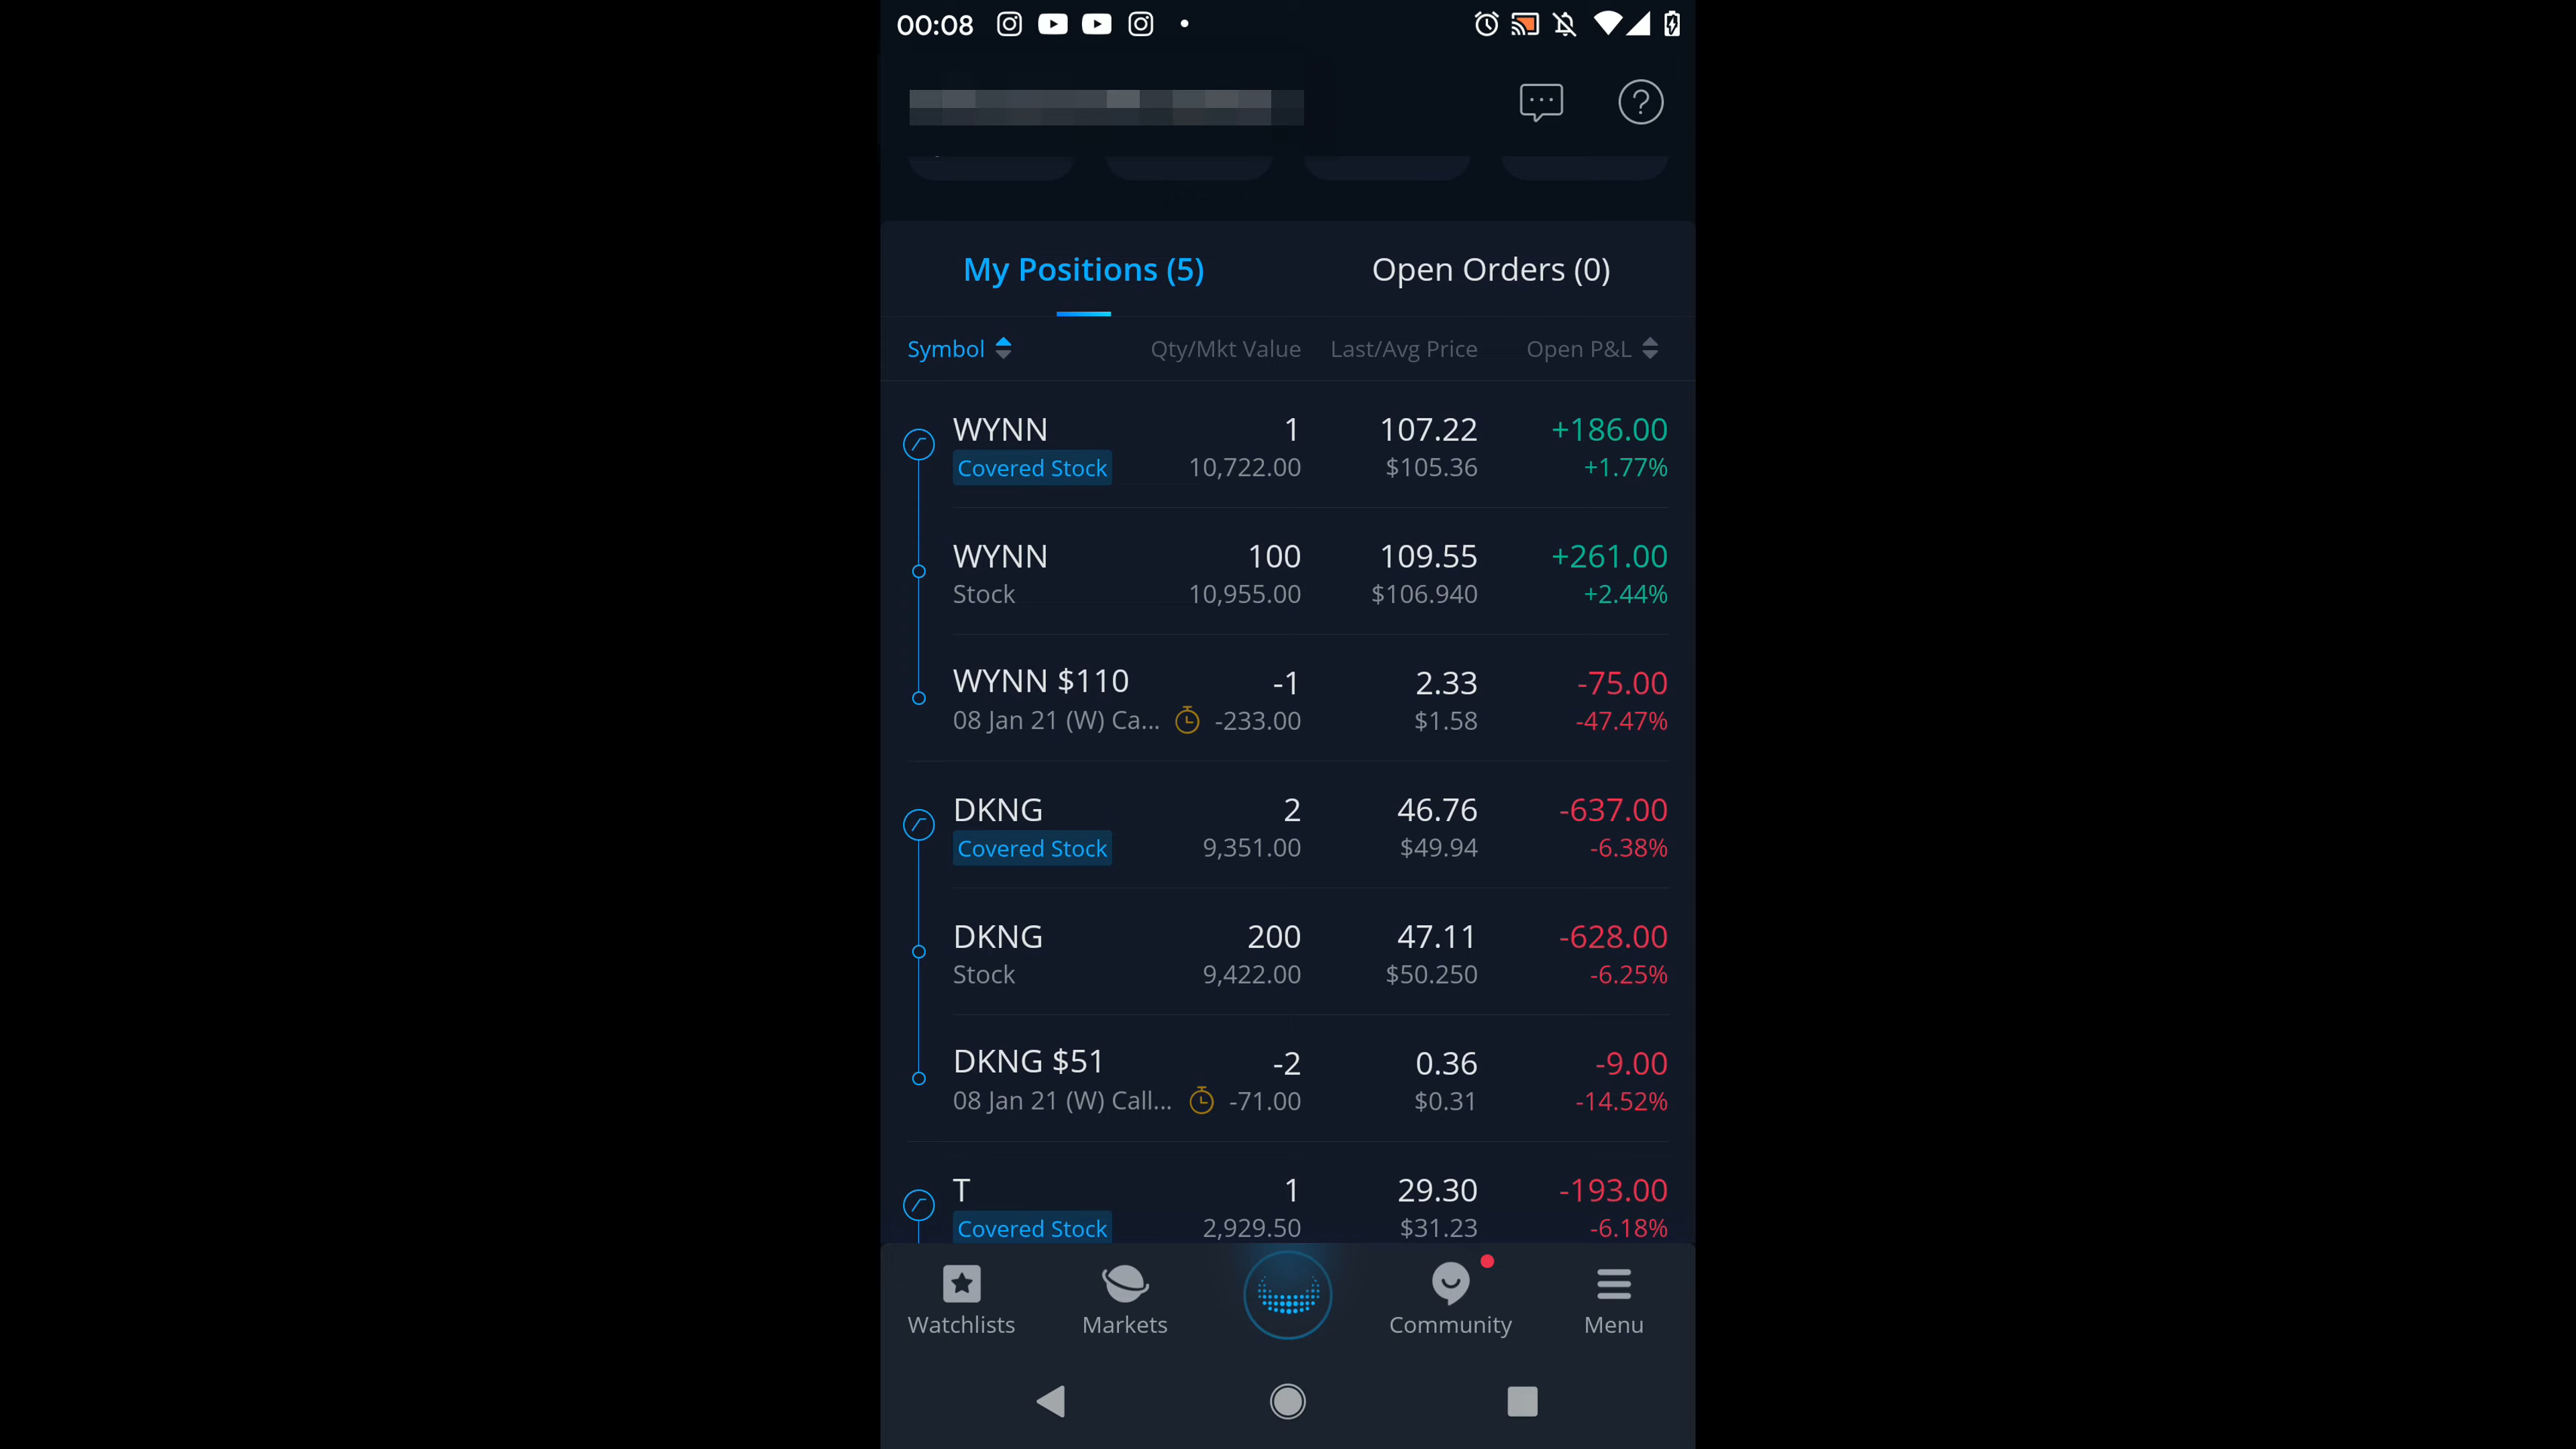 00:08
My Positions (5) Open Orders (0)
Symbol Qty/Mkt Value Last/Avg Price Open P&L
WYNN 1 107.22 +186.00
Covered Stock 10,722.00 $105.36 +1.77%
WYNN 100 109.55 +261.00
Stock 10,955.00 $106.940 +2.44%
WYNN $110 -1 2.33 -75.00
08 Jan 21 (W) Ca... -233.00 $1.58 -47.47%
DKNG 2 46.76 -637.00
Covered Stock 9,351.00 $49.94 -6.38%
DKNG 200 47.11 -628.00
Stock 9,422.00 $50.250 -6.25%
DKNG $51 -2 0.36 -9.00
08 Jan 21 (W) Call... -71.00 $0.31 -14.52%
T 1 29.30 -193.00
Covered Stock 2,929.50 $31.23 -6.18%
Watchlists Markets Community Menu